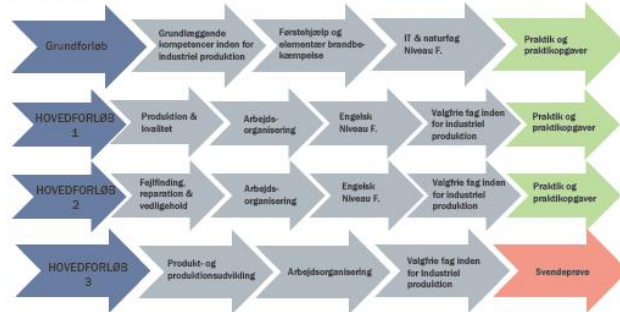 Grundforløb
Grundlæggende
kompetencer inden for
industriel produktion
Førstehjælp og
elementær brandbe-
kæmpelse
IT & naturfag
Niveau F.
Praktik og
praktikopgaver
HOVEDFORLØB
1
Produktion &
kvalitet
Arbejds-
organisering
Engelsk
Niveau F.
Valgfrie fag inden
for industriel
produktion
Praktik og
praktikopgaver
HOVEDFORLØB
2
Fejlfinding,
reparation &
vedligehold
Arbejds-
organisering
Engelsk
Niveau F.
Valgfrie fag inden
for industriel
produktion
Praktik og
praktikopgaver
HOVEDFORLØB
3
Produkt- og
produktionsudvikling
Arbejdsorganisering
Valgfrie fag inden
for Industriel
produktion
Svendeprøve